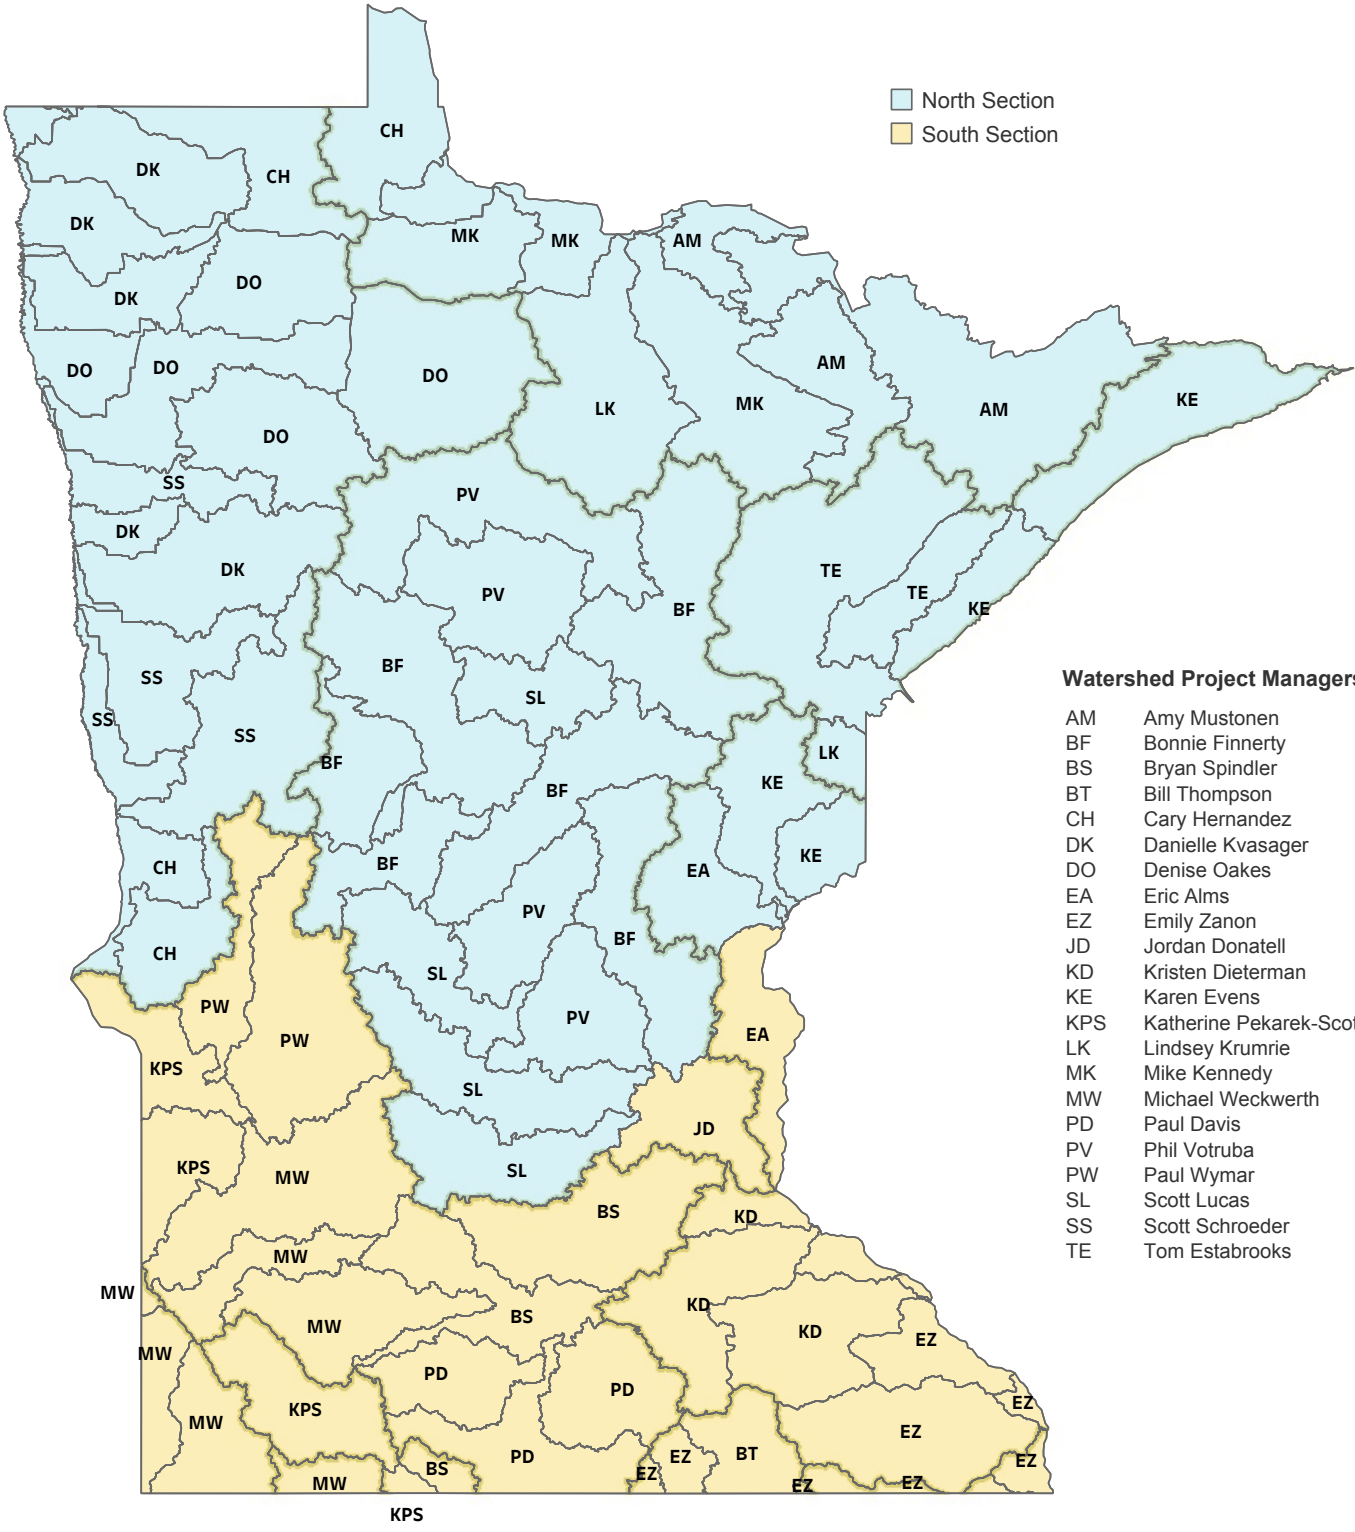 CH
North Section
South Section
DK
CH
DK
MK
MK
AM
DK
DO
DO
DO
DO
AM
LK
MK
AM
KE
DO
SS
PV
DK
DK
TE
PV
TE
BF
KE
BF
SS
SL
SS
SS
BF
LK
KE
BF
BF
CH
EA
KE
PV
BF
CH
SL
PW
PV
EA
PW
KPS
SL
JD
KPS
MW
SL
BS
KD
MW
MW
KD
BS
MW
KD
EZ
MW
PD
PD
EZ
KPS
MW
EZ
BT
EZ
PD
EZ
BS
EZ
MW
EZ
EZ
KPS
Watershed Project Managers
AM Amy Mustonen
BF Bonnie Finnerty
BS Bryan Spindler
BT Bill Thompson
CH Cary Hernandez
DK Danielle Kvasager
DO Denise Oakes
EA Eric Alms
EZ Emily Zanon
JD Jordan Donatell
KD Kristen Dieterman
KE Karen Evens
KPS Katherine Pekarek-Scot
LK Lindsey Krumrie
MK Mike Kennedy
MW Michael Weckwerth
PD Paul Davis
PV Phil Votruba
PW Paul Wymar
SL Scott Lucas
SS Scott Schroeder
TE Tom Estabrooks